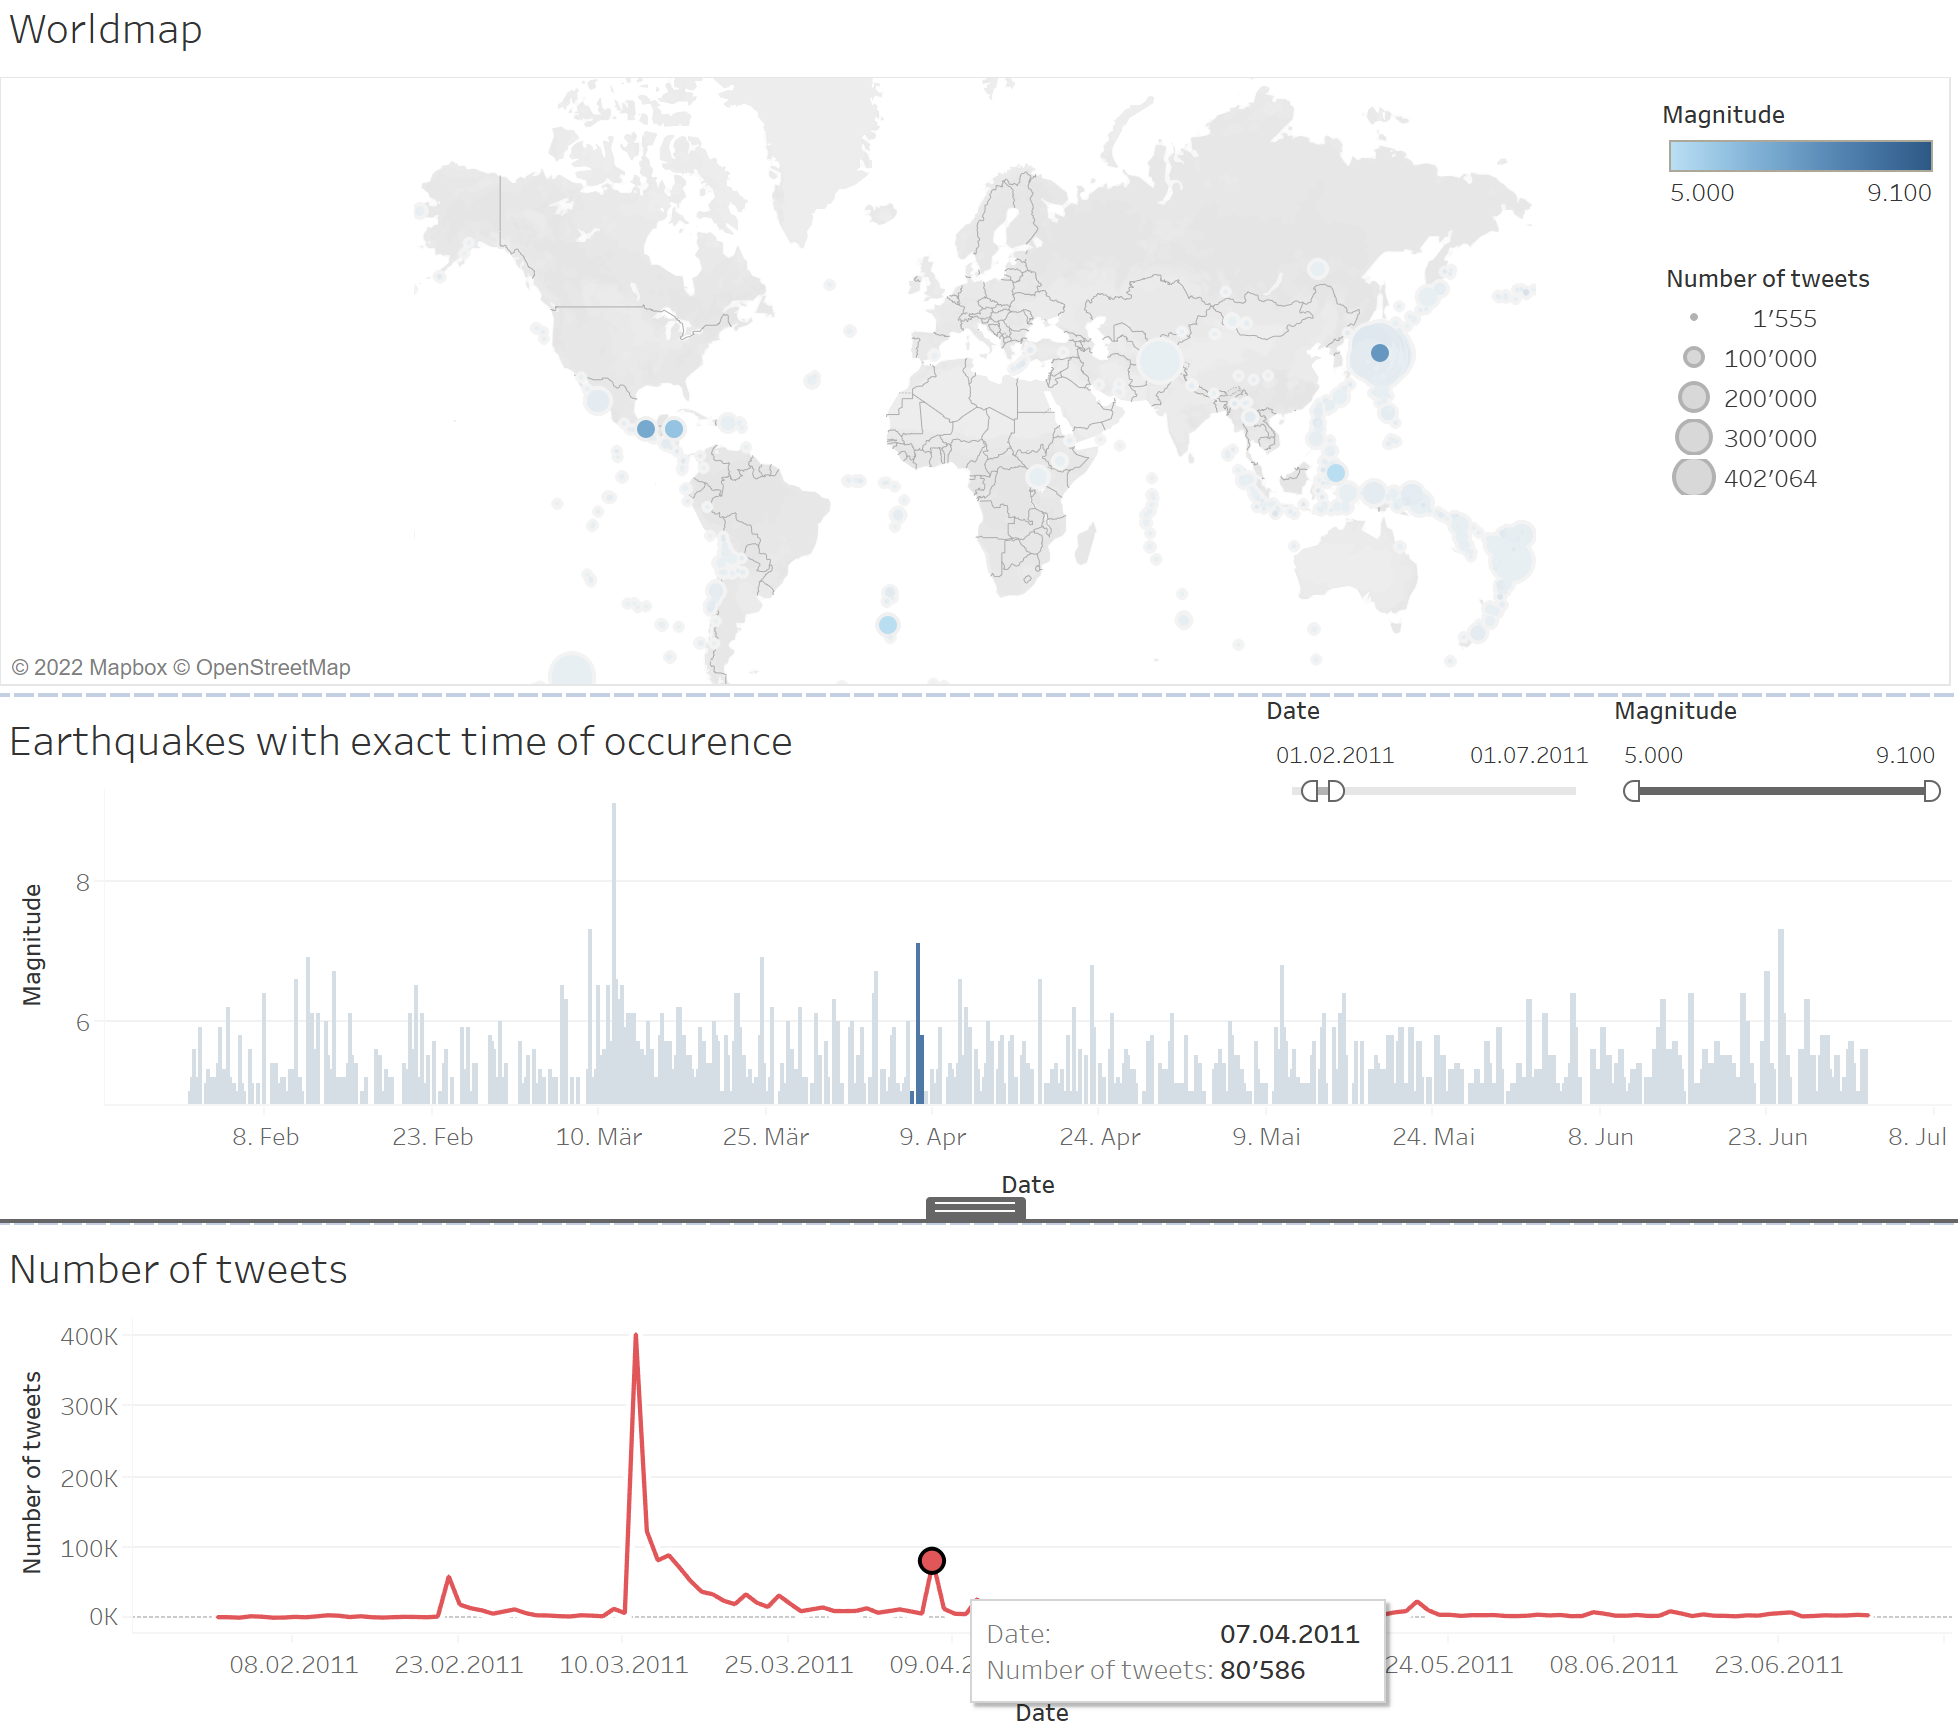 Worldmap
Magnitude
5.000 9.100
Number of tweets
1’555
100’000
200’000
300’000
402’064
© 2022 Mapbox © OpenStreetMap
Earthquakes with exact time of occurence
Date
01.02.2011 01.07.2011
Magnitude
5.000 9.100
Magnitude
8
6
8. Feb 23. Feb 10. Mär 25. Mär 9. Apr 24. Apr 9. Mai 24. Mai 8. Jun 23. Jun 8. Jul
Date
Number of tweets
Number of tweets
400K
300K
200K
100K
0K
Date: 07.04.2011
Number of tweets: 80’586
08.02.2011 23.02.2011 10.03.2011 25.03.2011 09.04.2 24.05.2011 08.06.2011 23.06.2011
Date